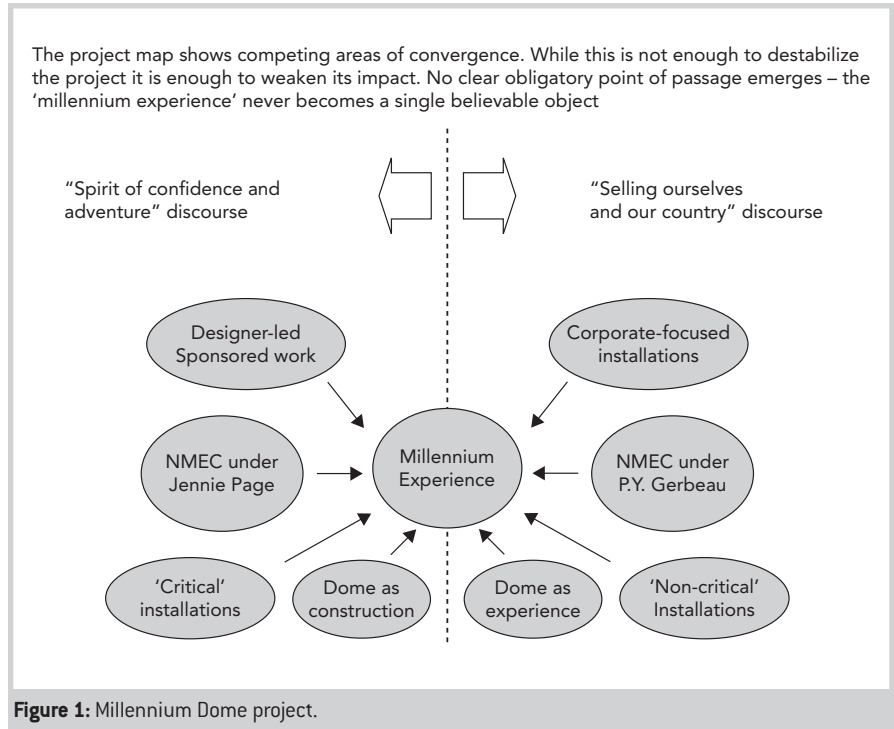 The project map shows competing areas of convergence. While this is not enough to destabilize
the project it is enough to weaken its impact. No clear obligatory point of passage emerges – the
‘millennium experience’ never becomes a single believable object
“Spirit of confidence and
adventure” discourse
“Selling ourselves
and our country” discourse
Designer-led
Sponsored work
Corporate-focused
installations
NMEC under
Jennie Page
Millennium
Experience
NMEC under
P.Y. Gerbeau
‘Critical’
installations
Dome as
construction
Dome as
experience
‘Non-critical’
Installations
Figure 1: Millennium Dome project.